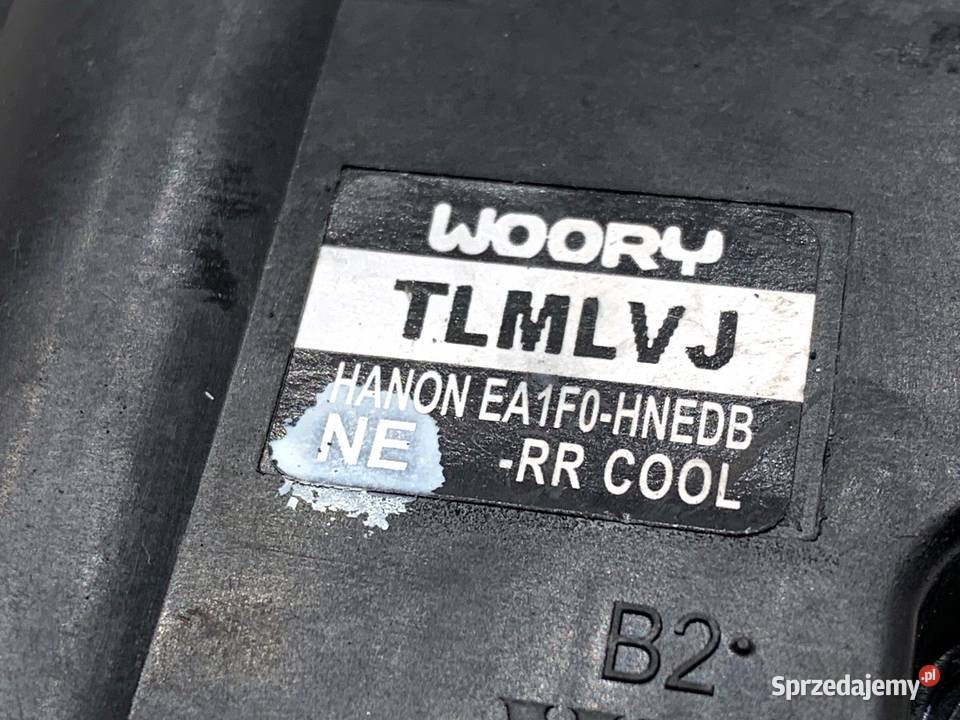 WOORY
TLMLVJ
HANON EA1F0-HNEDB
NE -RR COOL
B2
Sprzedajemy.pl